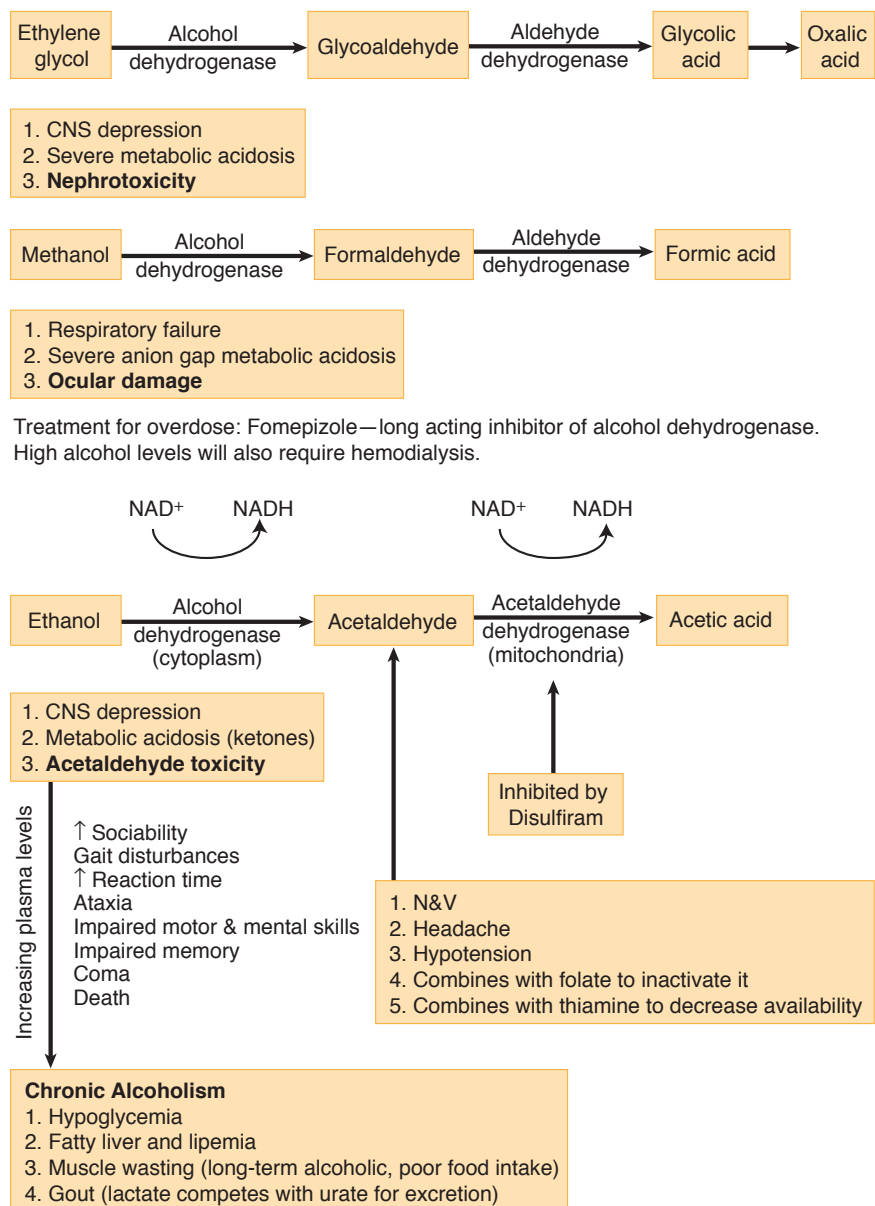 Ethylene
glycol
Alcohol
dehydrogenase
Glycoaldehyde
Aldehyde
dehydrogenase
Glycolic
acid
Oxalic
acid
1. CNS depression
2. Severe metabolic acidosis
3. Nephrotoxicity
Methanol
Alcohol
dehydrogenase
Formaldehyde
Aldehyde
dehydrogenase
Formic acid
1. Respiratory failure
2. Severe anion gap metabolic acidosis
3. Ocular damage
Treatment for overdose: Fomepizole—long acting inhibitor of alcohol dehydrogenase.
High alcohol levels will also require hemodialysis.
NAD+
NADH
NAD+
NADH
Ethanol
Alcohol
dehydrogenase
(cytoplasm)
Acetaldehyde
Acetaldehyde
dehydrogenase
(mitochondria)
Acetic acid
1. CNS depression
2. Metabolic acidosis (ketones)
3. Acetaldehyde toxicity
Inhibited by
Disulfiram
Increasing plasma levels
↑ Sociability
Gait disturbances
↑ Reaction time
Ataxia
Impaired motor & mental skills
Impaired memory
Coma
Death
1. N&V
2. Headache
3. Hypotension
4. Combines with folate to inactivate it
5. Combines with thiamine to decrease availability
Chronic Alcoholism
1. Hypoglycemia
2. Fatty liver and lipemia
3. Muscle wasting (long-term alcoholic, poor food intake)
4. Gout (lactate competes with urate for excretion)